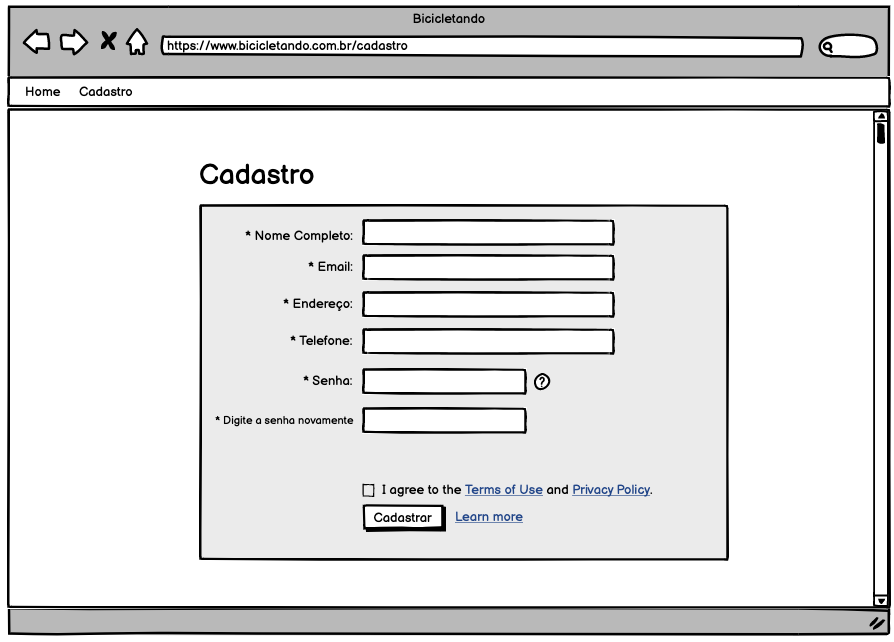 Bicicletando
https://www.bicicletando.com.br/cadastro
Home Cadastro
Cadastro
* Nome Completo:
* Email:
* Endereço:
* Telefone:
* Senha: ?
* Digite a senha novamente
I agree to the Terms of Use and Privacy Policy.
Cadastrar Learn more